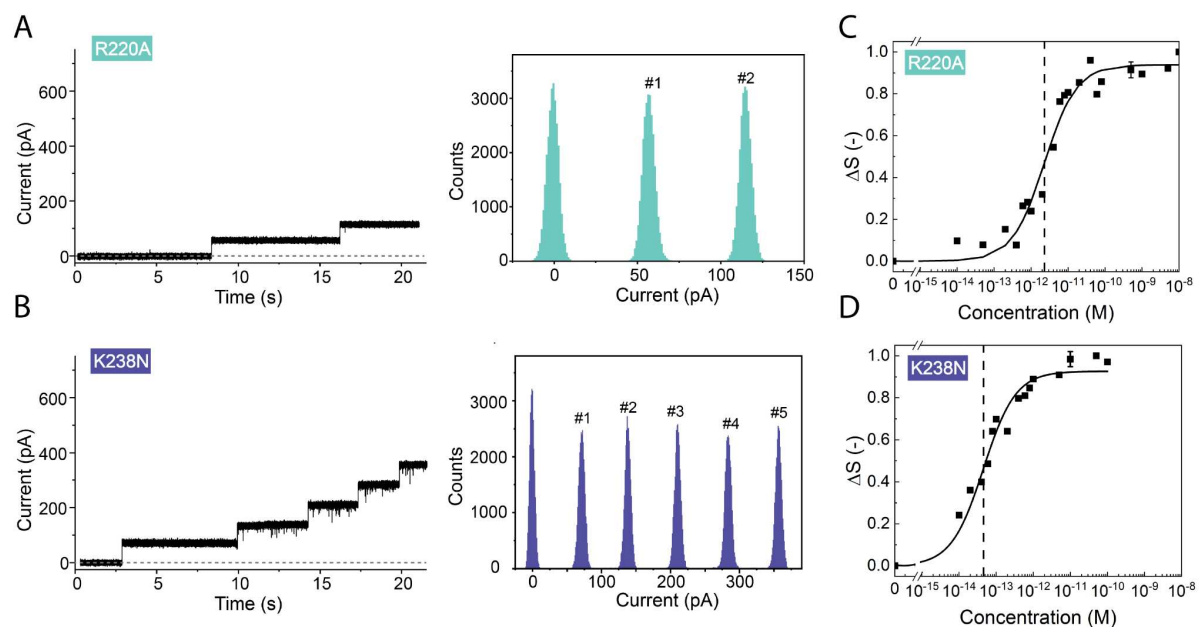 A
R220A
Current (pA)
600
400
200
0
0 5 10 15 20
Time (s)
Counts
3000
2000
1000
0
#1
#2
0 50 100 150
Current (pA)
C
R220A
ΔS (-)
1.0
0.8
0.6
0.4
0.2
0.0
0 10⁻¹⁵ 10⁻¹⁴ 10⁻¹³ 10⁻¹² 10⁻¹¹ 10⁻¹⁰ 10⁻⁹ 10⁻⁸
Concentration (M)
B
K238N
Current (pA)
600
400
200
0
0 5 10 15 20
Time (s)
Counts
3000
2000
1000
0
#1
#2
#3
#4
#5
0 100 200 300
Current (pA)
D
K238N
ΔS (-)
1.0
0.8
0.6
0.4
0.2
0.0
0 10⁻¹⁵ 10⁻¹⁴ 10⁻¹³ 10⁻¹² 10⁻¹¹ 10⁻¹⁰ 10⁻⁹ 10⁻⁸
Concentration (M)